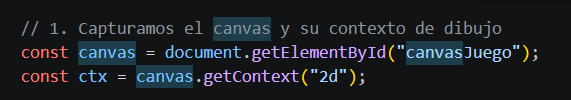 // 1. Capturamos el canvas y su contexto de dibujo
const canvas = document.getElementById("canvasJuego");
const ctx = canvas.getContext("2d");